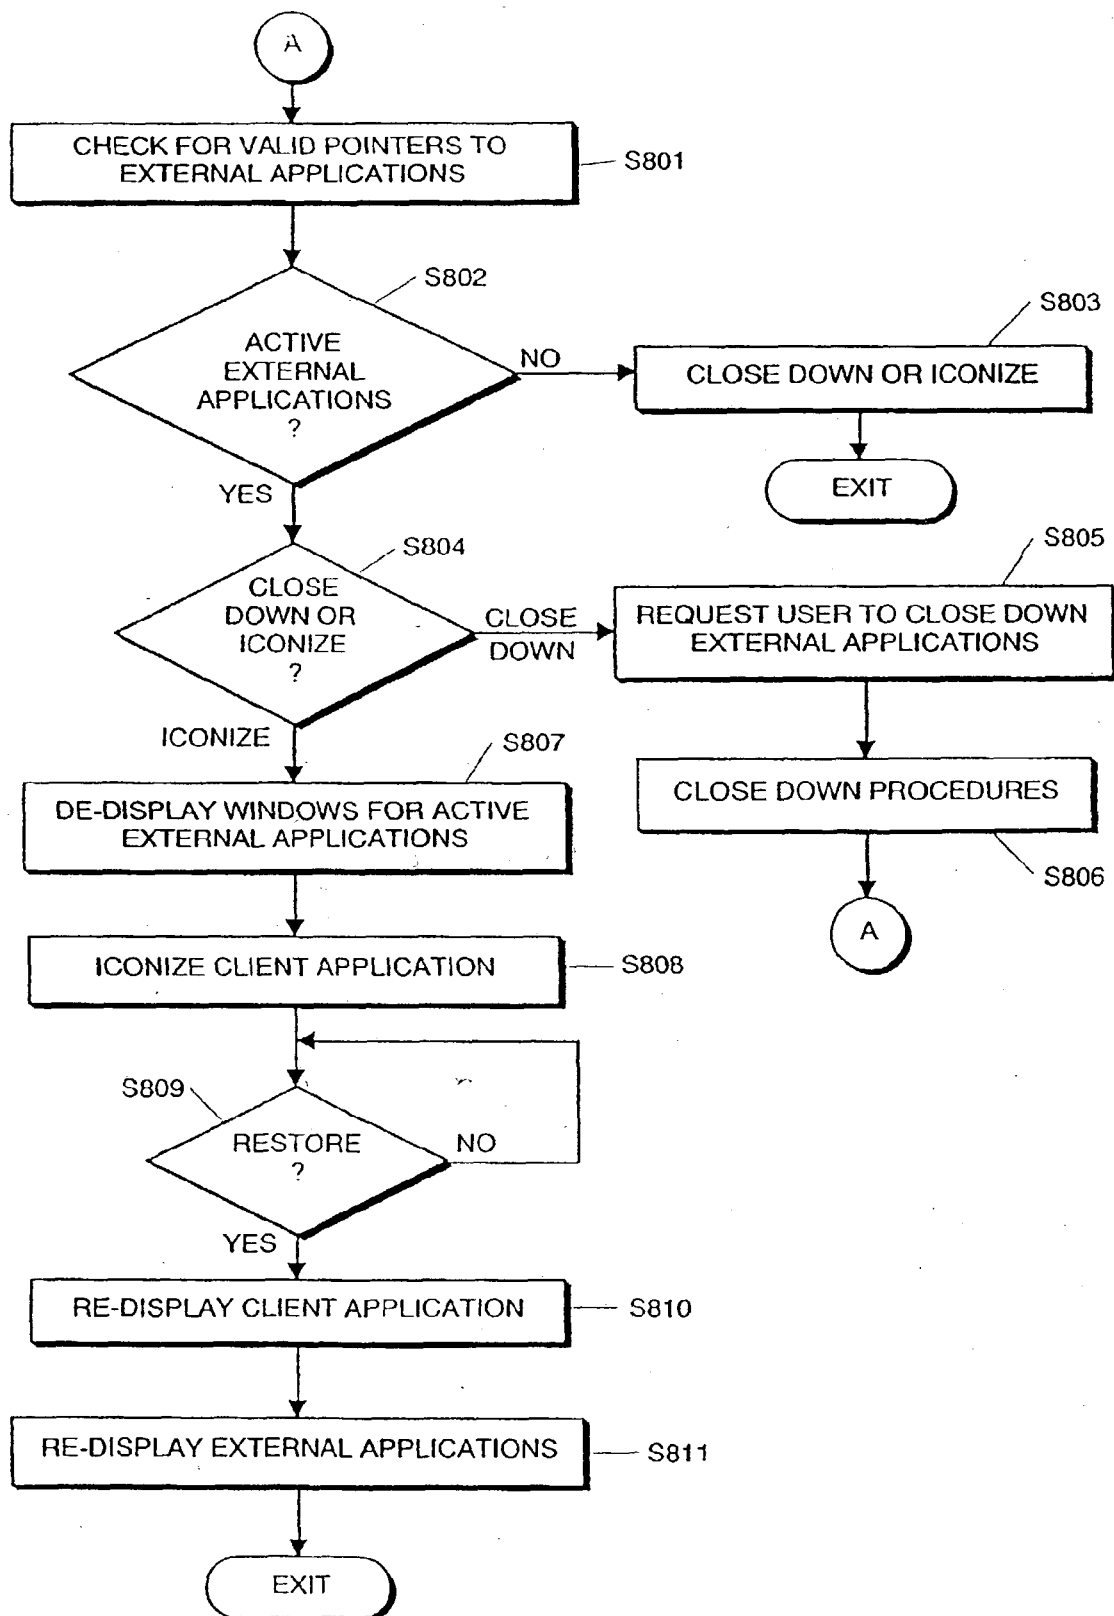 A
CHECK FOR VALID POINTERS TO
EXTERNAL APPLICATIONS
S801
S802
ACTIVE
EXTERNAL
APPLICATIONS
?
NO
YES
S803
CLOSE DOWN OR ICONIZE
EXIT
S804
CLOSE
DOWN OR
ICONIZE
?
CLOSE
DOWN
ICONIZE
S805
REQUEST USER TO CLOSE DOWN
EXTERNAL APPLICATIONS
CLOSE DOWN PROCEDURES
S806
A
S807
DE-DISPLAY WINDOWS FOR ACTIVE
EXTERNAL APPLICATIONS
ICONIZE CLIENT APPLICATION
S808
S809
RESTORE
?
NO
YES
RE-DISPLAY CLIENT APPLICATION
S810
RE-DISPLAY EXTERNAL APPLICATIONS
S811
EXIT